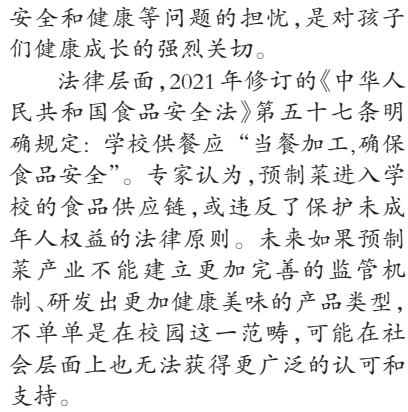 安全和健康等问题的担忧,是对孩子
们健康成长的强烈关切。
法律层面,2021年修订的《中华人
民共和国食品安全法》第五十七条明
确规定:学校供餐应“当餐加工,确保
食品安全”。专家认为,预制菜进入学
校的食品供应链,或违反了保护未成
年人权益的法律原则。未来如果预制
菜产业不能建立更加完善的监管机
制、研发出更加健康美味的产品类型,
不单单是在校园这一范畴,可能在社
会层面上也无法获得更广泛的认可和
支持。